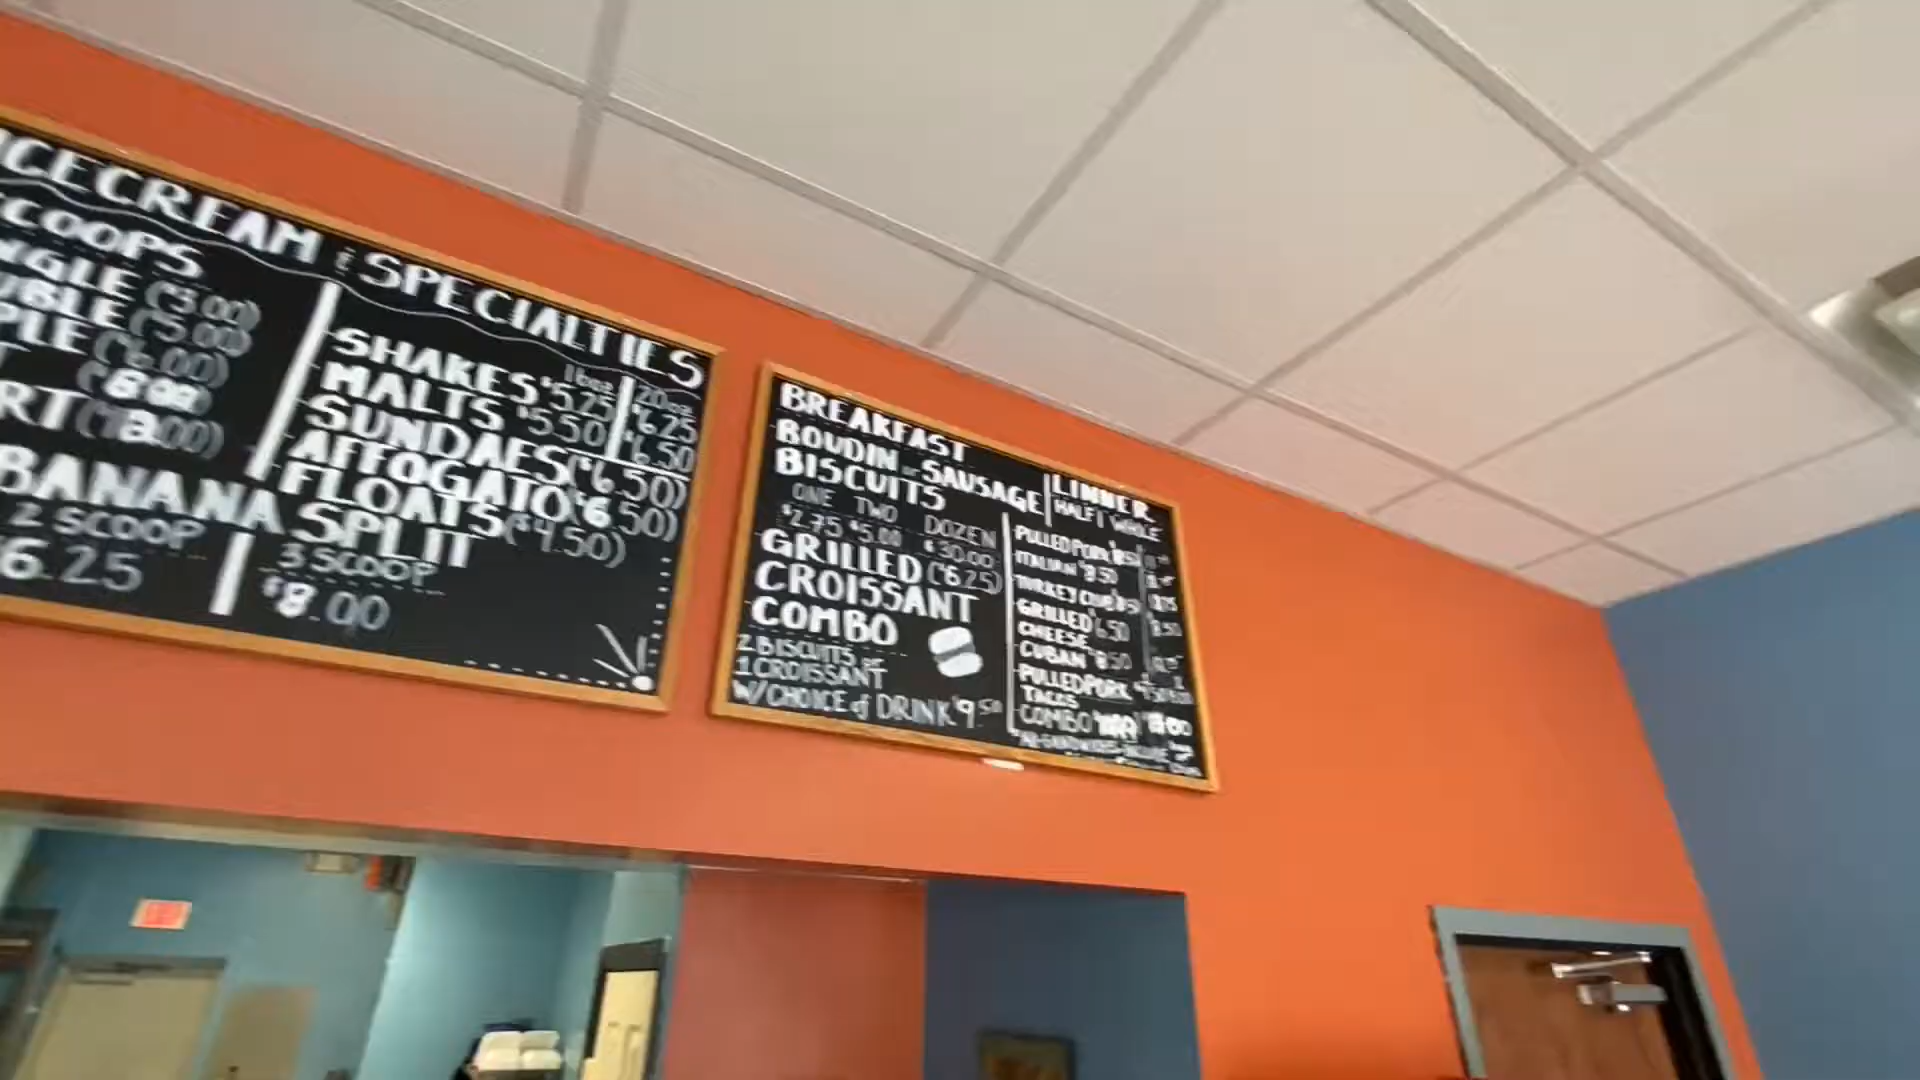 ICECREAM & SPECIALTIES
SCOOPS
($3.00)
($5.00)
($6.00)
BANANA SPLIT
2 SCOOP
$6.25
3 SCOOP
$8.00
16oz 20oz
SHAKES $5.25 $6.25
MALTS $5.50 $6.50
SUNDAES ($6.50)
AFFOGATO ($6.50)
FLOATS ($4.50)
BREAKFAST
BOUDIN or SAUSAGE
BISCUITS
ONE TWO DOZEN
$2.75 $5.00 $30.00
GRILLED ($6.25)
CROISSANT
COMBO
2 BISCUITS or
1 CROISSANT
W/CHOICE of DRINK $9.50
LINNER
HALF | WHOLE
PULLED PORK $8.50
ITALIAN $8.50
TURKEY CLUB
GRILLED $6.50
CHEESE
CUBAN $8.50
PULLED PORK
TACOS
COMBO